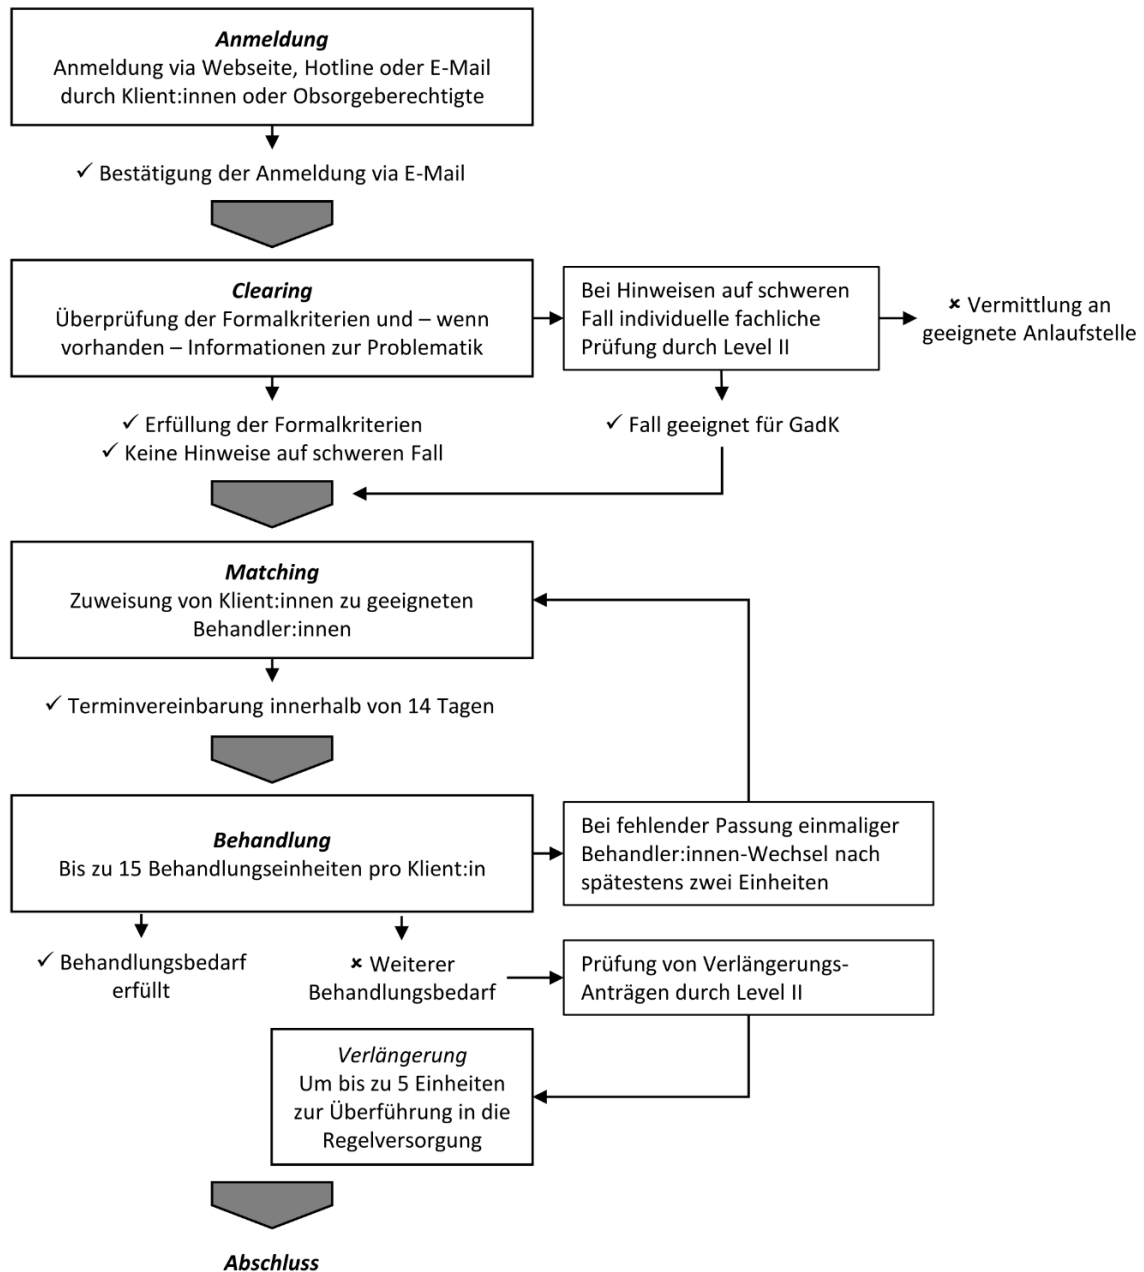 Anmeldung
Anmeldung via Webseite, Hotline oder E-Mail
durch Klient:innen oder Obsorgeberechtigte
✓ Bestätigung der Anmeldung via E-Mail
Clearing
Überprüfung der Formalkriterien und – wenn
vorhanden – Informationen zur Problematik
Bei Hinweisen auf schweren
Fall individuelle fachliche
Prüfung durch Level II
✘ Vermittlung an
geeignete Anlaufstelle
✓ Erfüllung der Formalkriterien
✓ Keine Hinweise auf schweren Fall
✓ Fall geeignet für GadK
Matching
Zuweisung von Klient:innen zu geeigneten
Behandler:innen
✓ Terminvereinbarung innerhalb von 14 Tagen
Behandlung
Bis zu 15 Behandlungseinheiten pro Klient:in
Bei fehlender Passung einmaliger
Behandler:innen-Wechsel nach
spätestens zwei Einheiten
✓ Behandlungsbedarf
erfüllt
✘ Weiterer
Behandlungsbedarf
Prüfung von Verlängerungs-
Anträgen durch Level II
Verlängerung
Um bis zu 5 Einheiten
zur Überführung in die
Regelversorgung
Abschluss